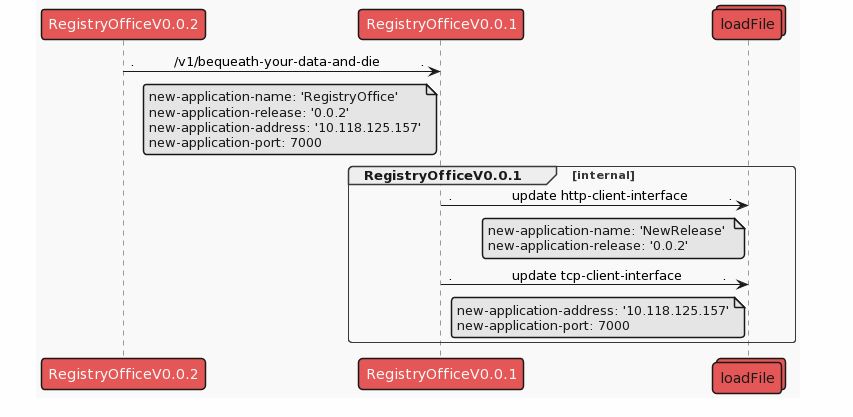 RegistryOfficeV0.0.2
RegistryOfficeV0.0.1
loadFile
. /v1/bequeath-your-data-and-die .
new-application-name: 'RegistryOffice'
new-application-release: '0.0.2'
new-application-address: '10.118.125.157'
new-application-port: 7000
RegistryOfficeV0.0.1 [internal]
. update http-client-interface .
new-application-name: 'NewRelease'
new-application-release: '0.0.2'
. update tcp-client-interface .
new-application-address: '10.118.125.157'
new-application-port: 7000
RegistryOfficeV0.0.2
RegistryOfficeV0.0.1
loadFile